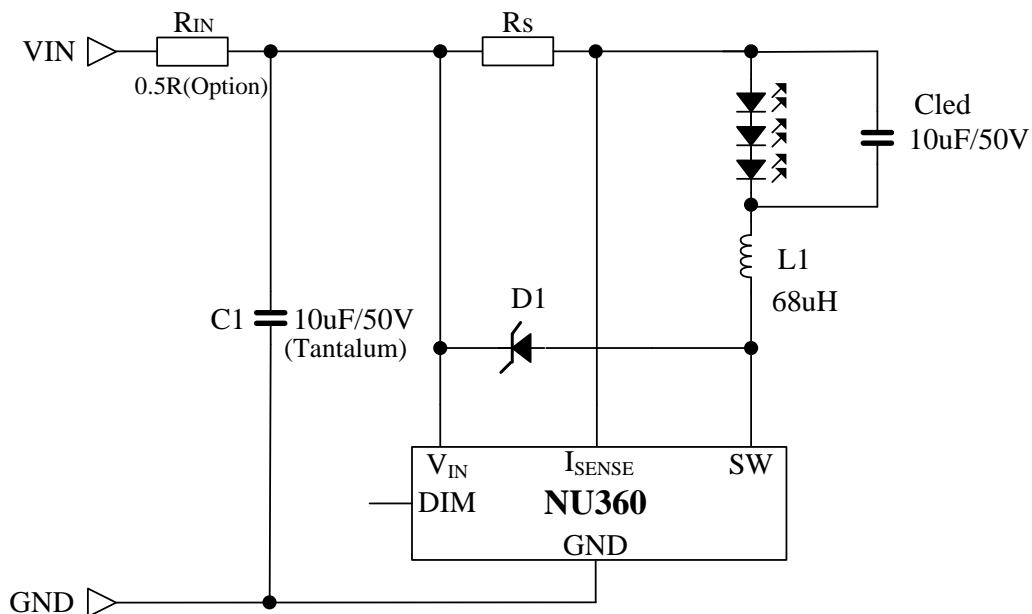 VIN
RIN
0.5R(Option)
RS
Cled
10uF/50V
L1
68uH
D1
C1
10uF/50V
(Tantalum)
VIN
ISENSE
SW
DIM
NU360
GND
GND